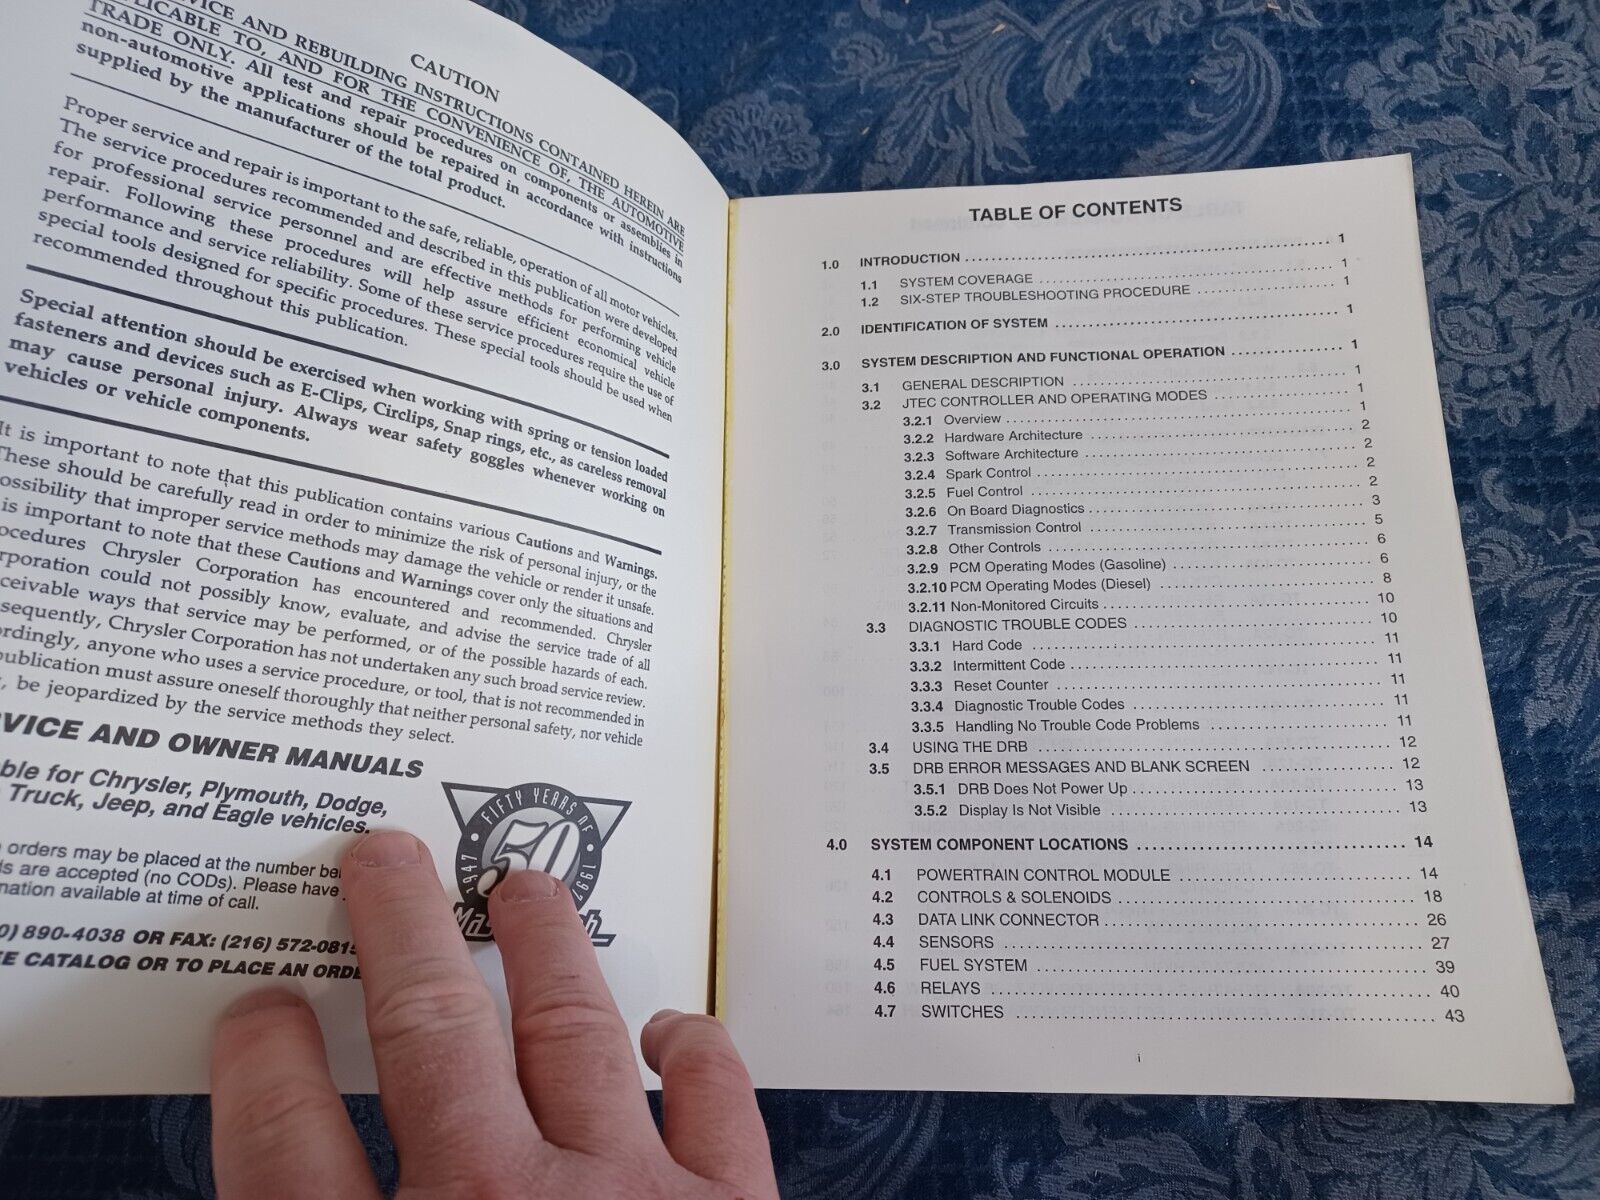 CAUTION
VICE AND REBUILDING INSTRUCTIONS CONTAINED HEREIN ARE
PLICABLE TO, AND FOR THE CONVENIENCE OF, THE AUTOMOTIVE
TRADE ONLY. All test and repair procedures on components or assemblies in
non-automotive applications should be repaired in accordance with instructions
supplied by the manufacturer of the total product.
Proper service and repair is important to the safe, reliable, operation of all motor vehicles.
The service procedures recommended and described in this publication were developed
for professional service personnel and are effective methods for performing vehicle
repair. Following these procedures will help assure efficient economical vehicle
performance and service reliability. Some of these service procedures require the use of
special tools designed for specific procedures. These special tools should be used when
recommended throughout this publication.
Special attention should be exercised when working with spring or tension loaded
fasteners and devices such as E-Clips, Circlips, Snap rings, etc., as careless removal
may cause personal injury. Always wear safety goggles whenever working on
vehicles or vehicle components.
It is important to note that this publication contains various Cautions and Warnings.
These should be carefully read in order to minimize the risk of personal injury, or the
ossibility that improper service methods may damage the vehicle or render it unsafe.
is important to note that these Cautions and Warnings cover only the situations and
ocedures Chrysler Corporation has encountered and recommended. Chrysler
rporation could not possibly know, evaluate, and advise the service trade of all
ceivable ways that service may be performed, or of the possible hazards of each.
sequently, Chrysler Corporation has not undertaken any such broad service review.
ordingly, anyone who uses a service procedure, or tool, that is not recommended in
publication must assure oneself thoroughly that neither personal safety, nor vehicle
, be jeopardized by the service methods they select.
VICE AND OWNER MANUALS
ble for Chrysler, Plymouth, Dodge,
Truck, Jeep, and Eagle vehicles.
orders may be placed at the number bel
ds are accepted (no CODs). Please have
mation available at time of call.
0) 890-4038 OR FAX: (216) 572-0815
EE CATALOG OR TO PLACE AN ORDE
FIFTY YEARS OF
1947 50 1997
Mas ch
TABLE OF CONTENTS
1.0 INTRODUCTION . . . . . . . . . . 1
1.1 SYSTEM COVERAGE . . . . . . . . . . 1
1.2 SIX-STEP TROUBLESHOOTING PROCEDURE . . . . . . . . . . 1
2.0 IDENTIFICATION OF SYSTEM . . . . . . . . . . 1
3.0 SYSTEM DESCRIPTION AND FUNCTIONAL OPERATION . . . . . . . . . . 1
3.1 GENERAL DESCRIPTION . . . . . . . . . . 1
3.2 JTEC CONTROLLER AND OPERATING MODES . . . . . . . . . . 1
3.2.1 Overview . . . . . . . . . . 1
3.2.2 Hardware Architecture . . . . . . . . . . 2
3.2.3 Software Architecture . . . . . . . . . . 2
3.2.4 Spark Control . . . . . . . . . . 2
3.2.5 Fuel Control . . . . . . . . . . 2
3.2.6 On Board Diagnostics . . . . . . . . . . 3
3.2.7 Transmission Control . . . . . . . . . . 5
3.2.8 Other Controls . . . . . . . . . . 6
3.2.9 PCM Operating Modes (Gasoline) . . . . . . . . . . 6
3.2.10 PCM Operating Modes (Diesel) . . . . . . . . . . 8
3.2.11 Non-Monitored Circuits . . . . . . . . . . 10
3.3 DIAGNOSTIC TROUBLE CODES . . . . . . . . . . 10
3.3.1 Hard Code . . . . . . . . . . 11
3.3.2 Intermittent Code . . . . . . . . . . 11
3.3.3 Reset Counter . . . . . . . . . . 11
3.3.4 Diagnostic Trouble Codes . . . . . . . . . . 11
3.3.5 Handling No Trouble Code Problems . . . . . . . . . . 11
3.4 USING THE DRB . . . . . . . . . . 12
3.5 DRB ERROR MESSAGES AND BLANK SCREEN . . . . . . . . . . 12
3.5.1 DRB Does Not Power Up . . . . . . . . . . 13
3.5.2 Display Is Not Visible . . . . . . . . . . 13
4.0 SYSTEM COMPONENT LOCATIONS . . . . . . . . . . 14
4.1 POWERTRAIN CONTROL MODULE . . . . . . . . . . 14
4.2 CONTROLS & SOLENOIDS . . . . . . . . . . 18
4.3 DATA LINK CONNECTOR . . . . . . . . . . 26
4.4 SENSORS . . . . . . . . . . 27
4.5 FUEL SYSTEM . . . . . . . . . . 39
4.6 RELAYS . . . . . . . . . . 40
4.7 SWITCHES . . . . . . . . . . 43
i